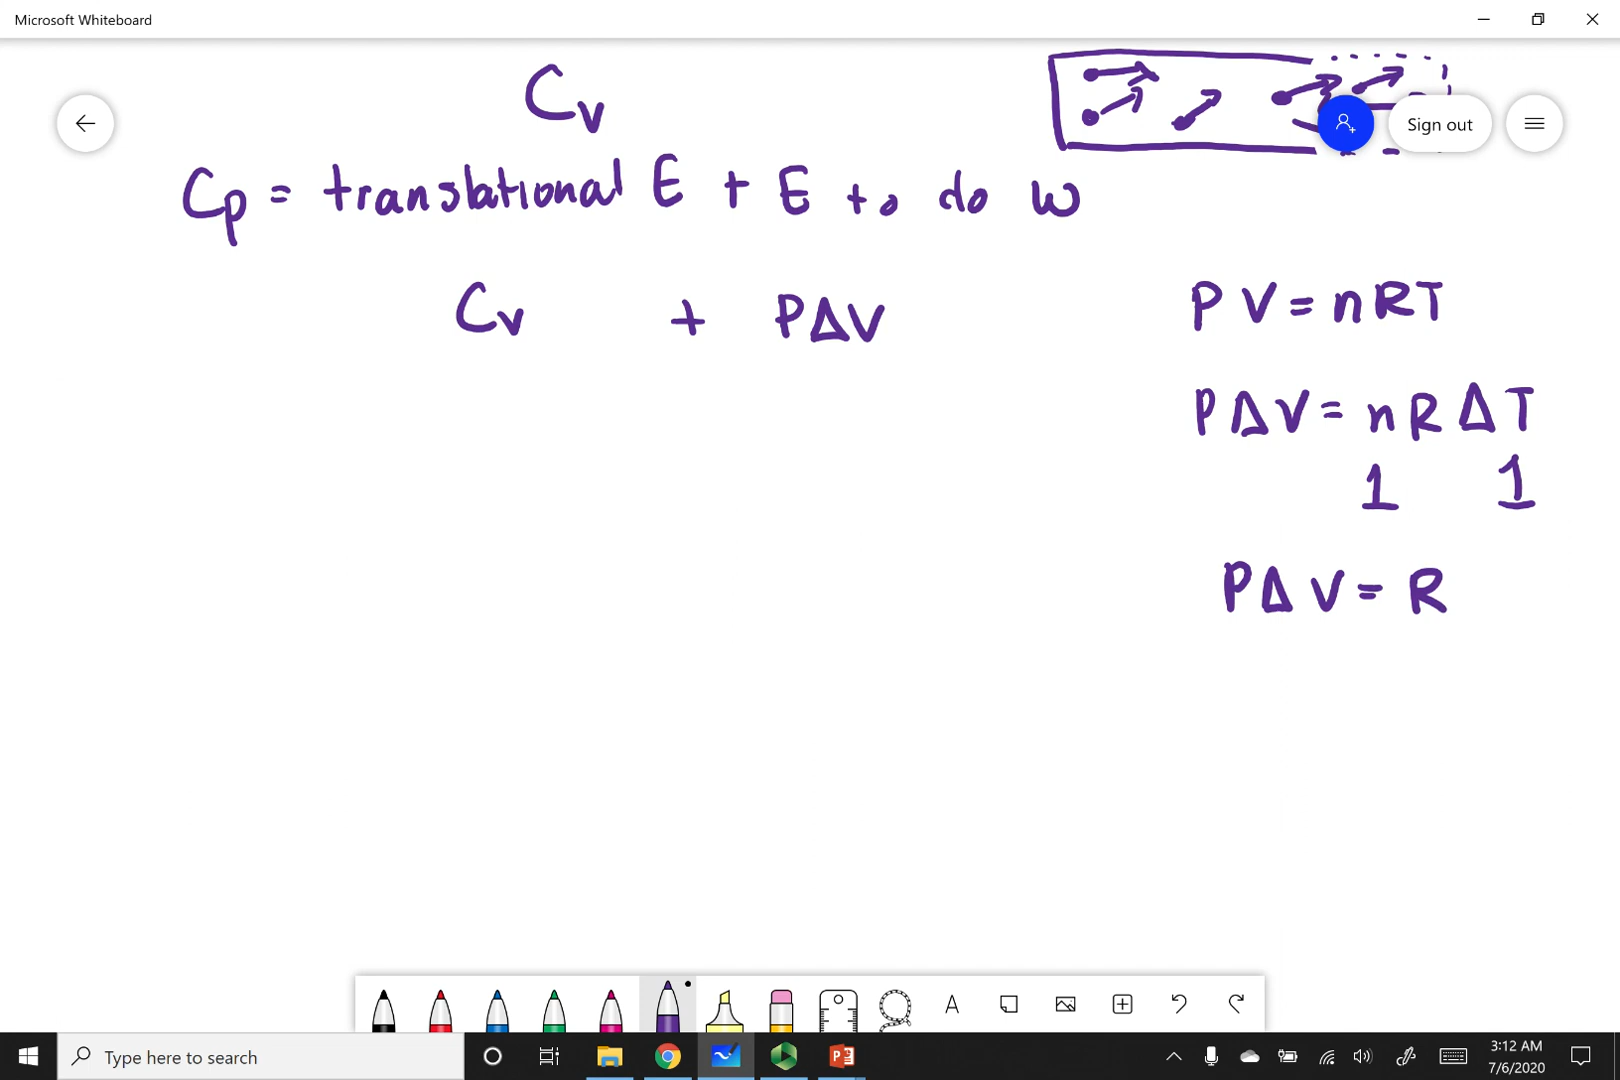 Microsoft Whiteboard
Cv
Sign out
Cp = translational E + E to do w
Cv + PΔV
PV = nRT
PΔV = nRΔT
1 1
PΔV = R
A
Type here to search
3:12 AM
7/6/2020